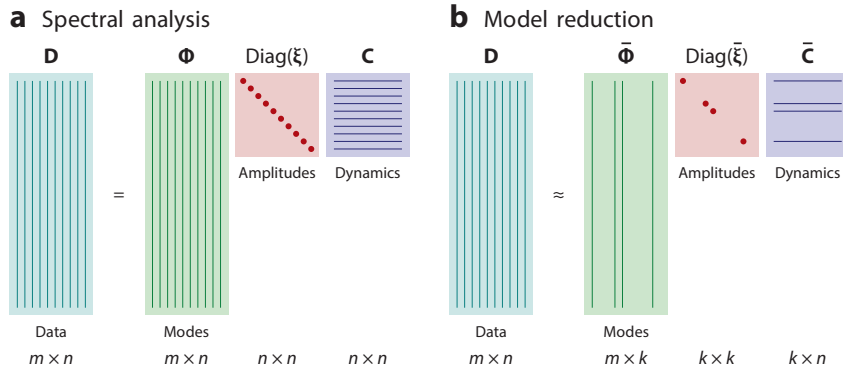 a Spectral analysis
D Φ Diag(ξ) C
=
Amplitudes Dynamics
Data Modes
m × n m × n n × n n × n
b Model reduction
D Φ̄ Diag(ξ̄) C̄
≈
Amplitudes Dynamics
Data Modes
m × n m × k k × k k × n